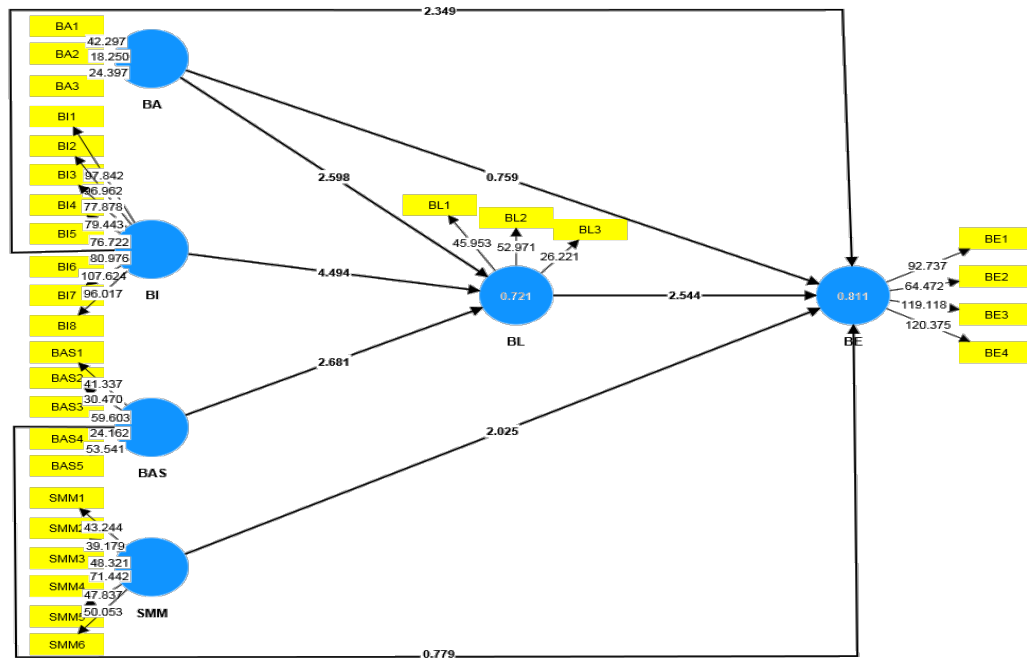 2.349
BA1
42.297
BA2
18.250
24.397
BA3
BA
BI1
BI2
BI3
97.842
96.962
77.878
BI4
79.443
BI5
76.722
80.976
BI6
107.624
BI7
96.017
BI
BI8
BAS1
BAS2
41.337
30.470
BAS3
59.603
24.162
BAS4
53.541
BAS5
BAS
SMM1
SMM2
43.244
39.179
SMM3
48.321
71.442
SMM4
47.837
SMM5
50.053
SMM
SMM6
2.598
0.759
4.494
2.681
2.025
BL1
BL2
BL3
45.953
52.971
26.221
0.721
BL
2.544
0.811
BE
92.737
64.472
119.118
120.375
BE1
BE2
BE3
BE4
0.779